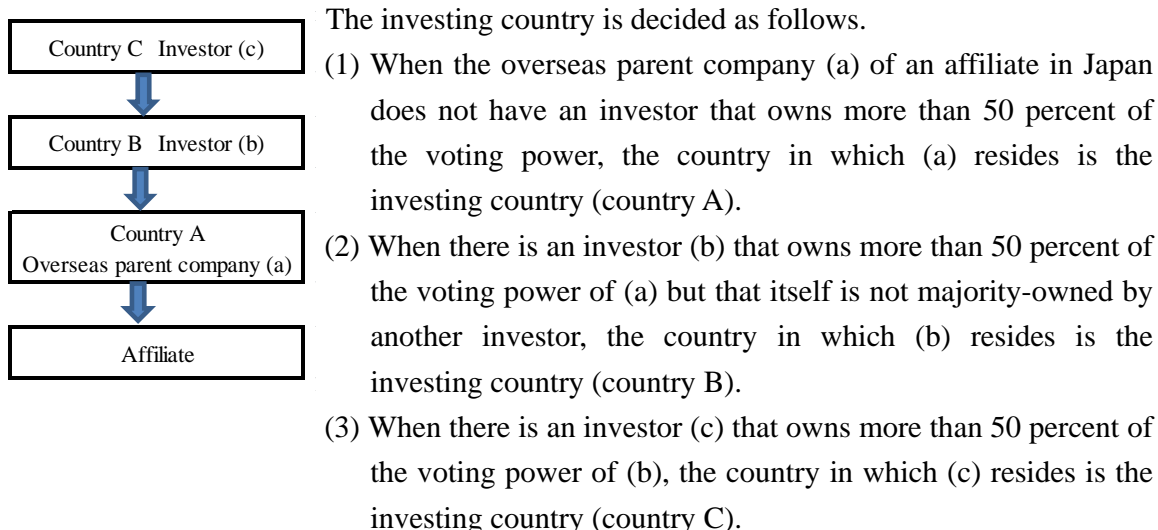 Country C Investor (c)
Country B Investor (b)
Country A
Overseas parent company (a)
Affiliate
The investing country is decided as follows.
(1) When the overseas parent company (a) of an affiliate in Japan
does not have an investor that owns more than 50 percent of
the voting power, the country in which (a) resides is the
investing country (country A).
(2) When there is an investor (b) that owns more than 50 percent of
the voting power of (a) but that itself is not majority-owned by
another investor, the country in which (b) resides is the
investing country (country B).
(3) When there is an investor (c) that owns more than 50 percent of
the voting power of (b), the country in which (c) resides is the
investing country (country C).